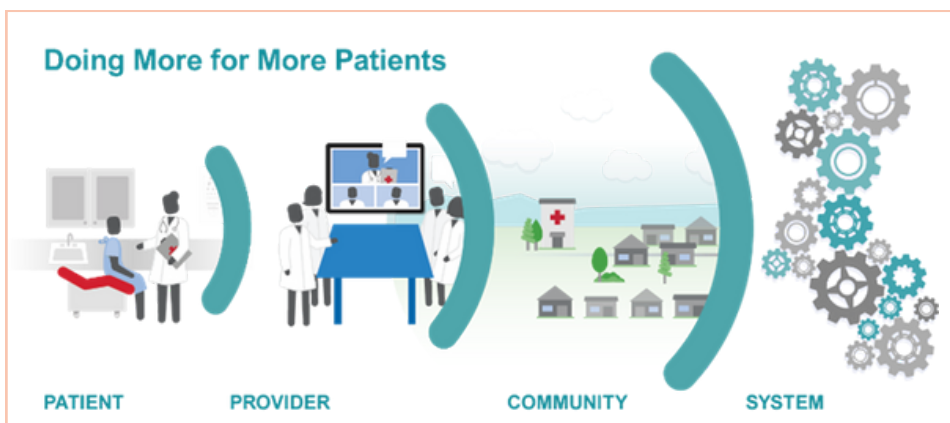 Doing More for More Patients
PATIENT
PROVIDER
COMMUNITY
SYSTEM